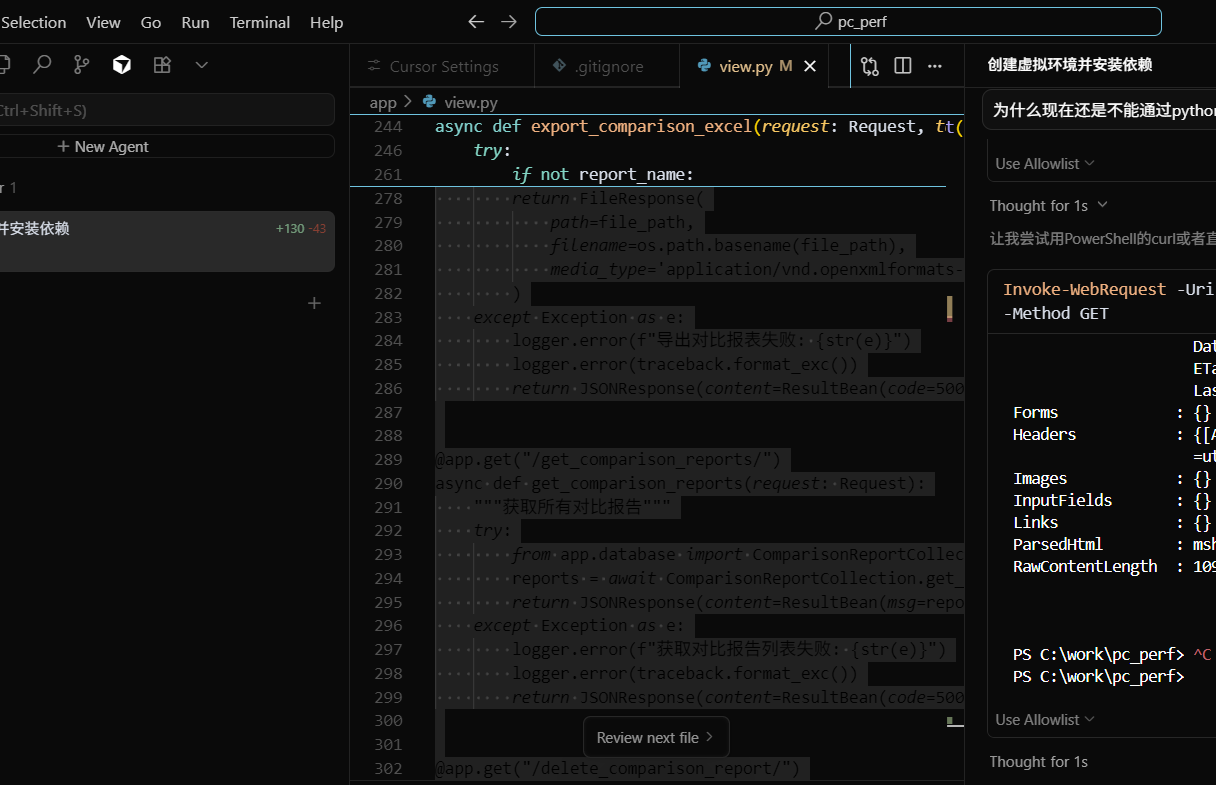 Selection View Go Run Terminal Help
pc_perf
Ctrl+Shift+S)
+ New Agent
1
并安装依赖
+130 -43
Cursor Settings
.gitignore
view.py M
app > view.py
244 async def export_comparison_excel(request: Request, tt(
246 try:
261 if not report_name:
278 return FileResponse(
279 path=file_path,
280 filename=os.path.basename(file_path),
281 media_type='application/vnd.openxmlformats-
282 )
283 except Exception as e:
284 logger.error(f"导出对比报表失败: {str(e)}")
285 logger.error(traceback.format_exc())
286 return JSONResponse(content=ResultBean(code=500
287
288
289 @app.get("/get_comparison_reports/")
290 async def get_comparison_reports(request: Request):
291 """获取所有对比报告"""
292 try:
293 from app.database import ComparisonReportCollec
294 reports = await ComparisonReportCollection.get_
295 return JSONResponse(content=ResultBean(msg=repo
296 except Exception as e:
297 logger.error(f"获取对比报告列表失败: {str(e)}")
298 logger.error(traceback.format_exc())
299 return JSONResponse(content=ResultBean(code=500
300
301
302 @app.get("/delete_comparison_report/")
Review next file >
创建虚拟环境并安装依赖
为什么现在还是不能通过python
Use Allowlist
Thought for 1s
让我尝试用PowerShell的curl或者直
Invoke-WebRequest -Uri
-Method GET
Dat
ETa
Las
Forms : {}
Headers : {[A
=ut
Images : {}
InputFields : {}
Links : {}
ParsedHtml : msh
RawContentLength : 109
PS C:\work\pc_perf> ^C
PS C:\work\pc_perf>
Use Allowlist
Thought for 1s